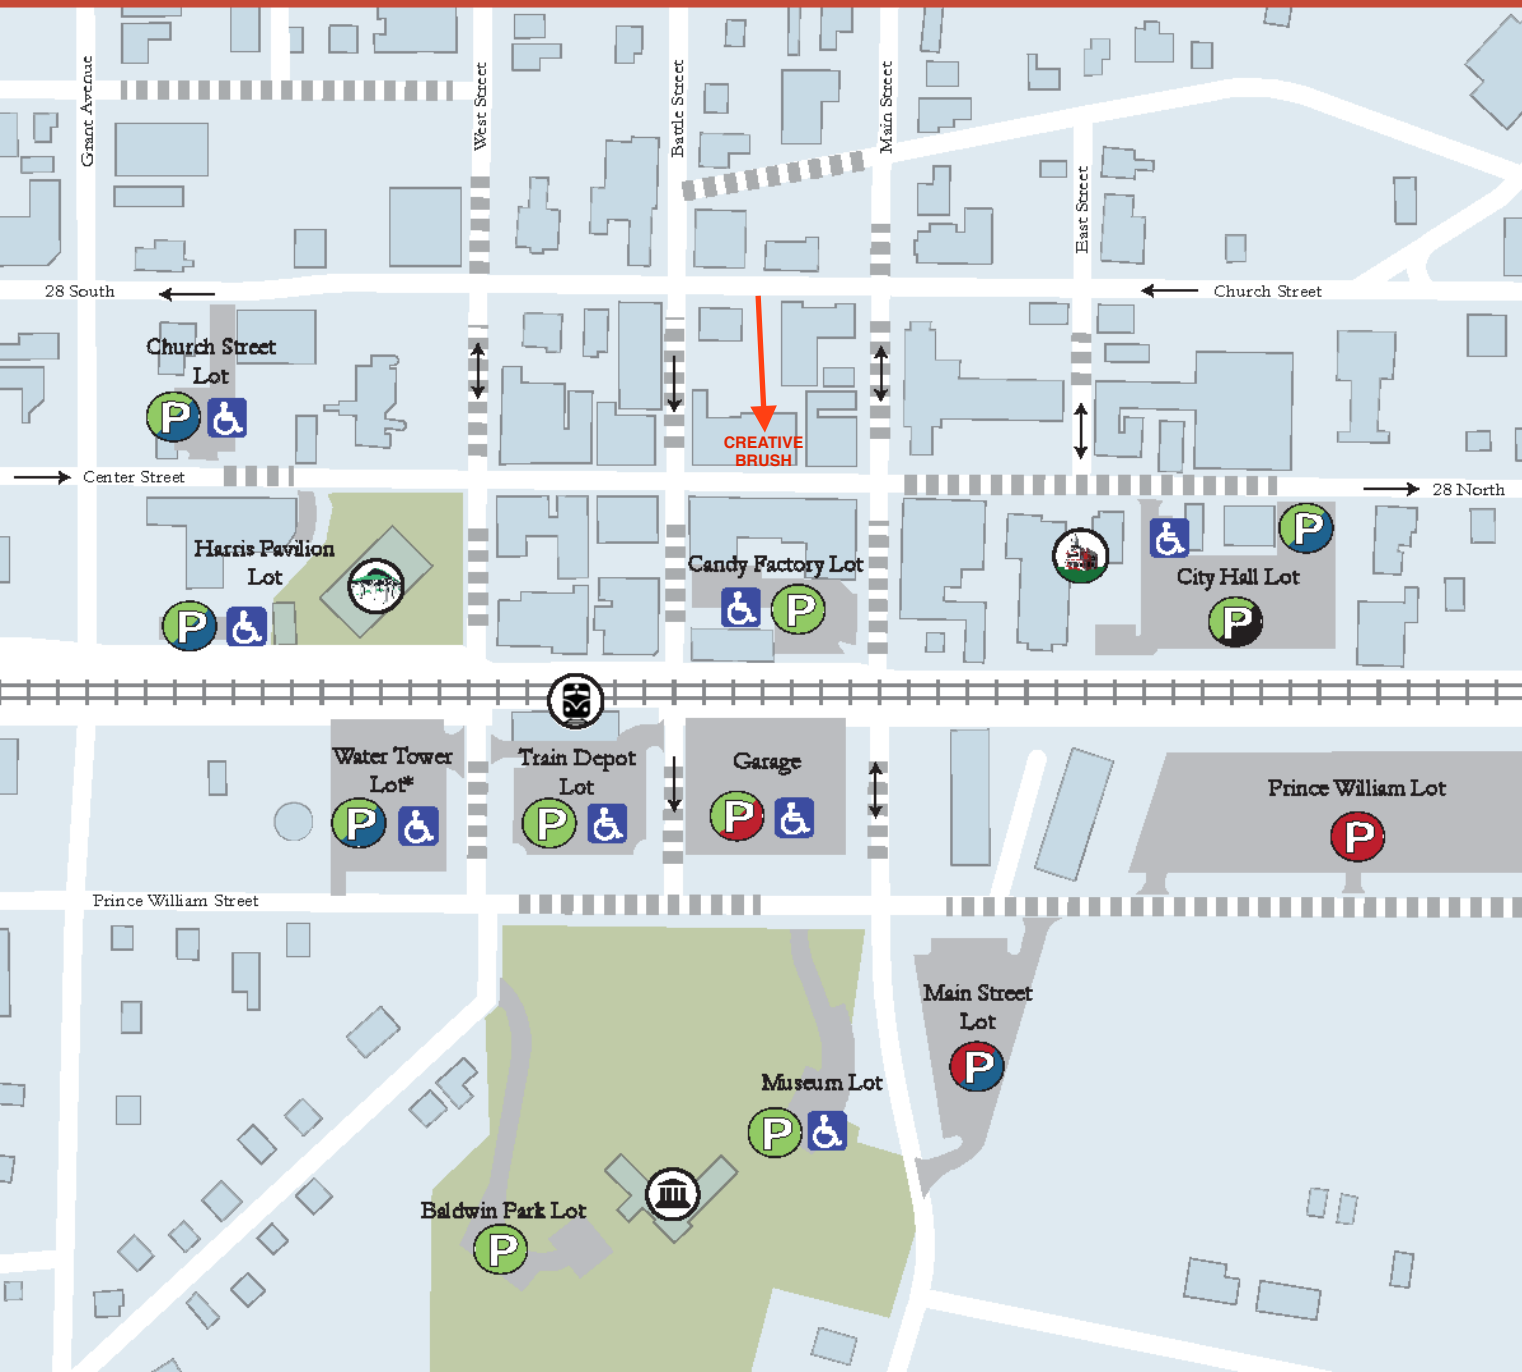 Grant Avenue
West Street
Battle Street
Main Street
East Street
28 South
Church Street
Church Street
Lot
P
CREATIVE
BRUSH
Center Street
28 North
Harris Pavilion
Lot
P
Candy Factory Lot
P
P
City Hall Lot
P
Water Tower
Lot*
P
Train Depot
Lot
P
Garage
P
Prince William Lot
P
Prince William Street
Main Street
Lot
P
Museum Lot
P
Baldwin Park Lot
P